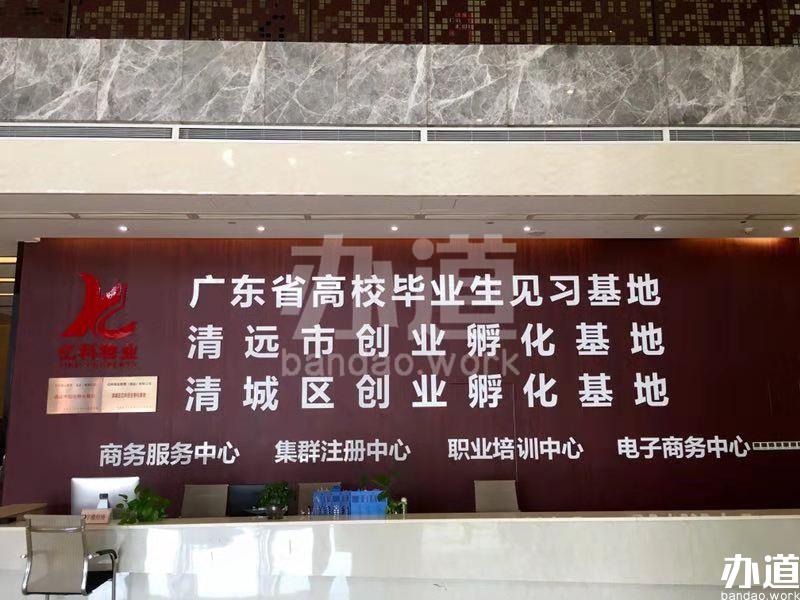 办道
bandao.work
广东省高校毕业生见习基地
清远市创业孵化基地
清城区创业孵化基地
亿科物业
YIKE PROPERTY
商务服务中心 集群注册中心 职业培训中心 电子商务中心
办道
bandao.work